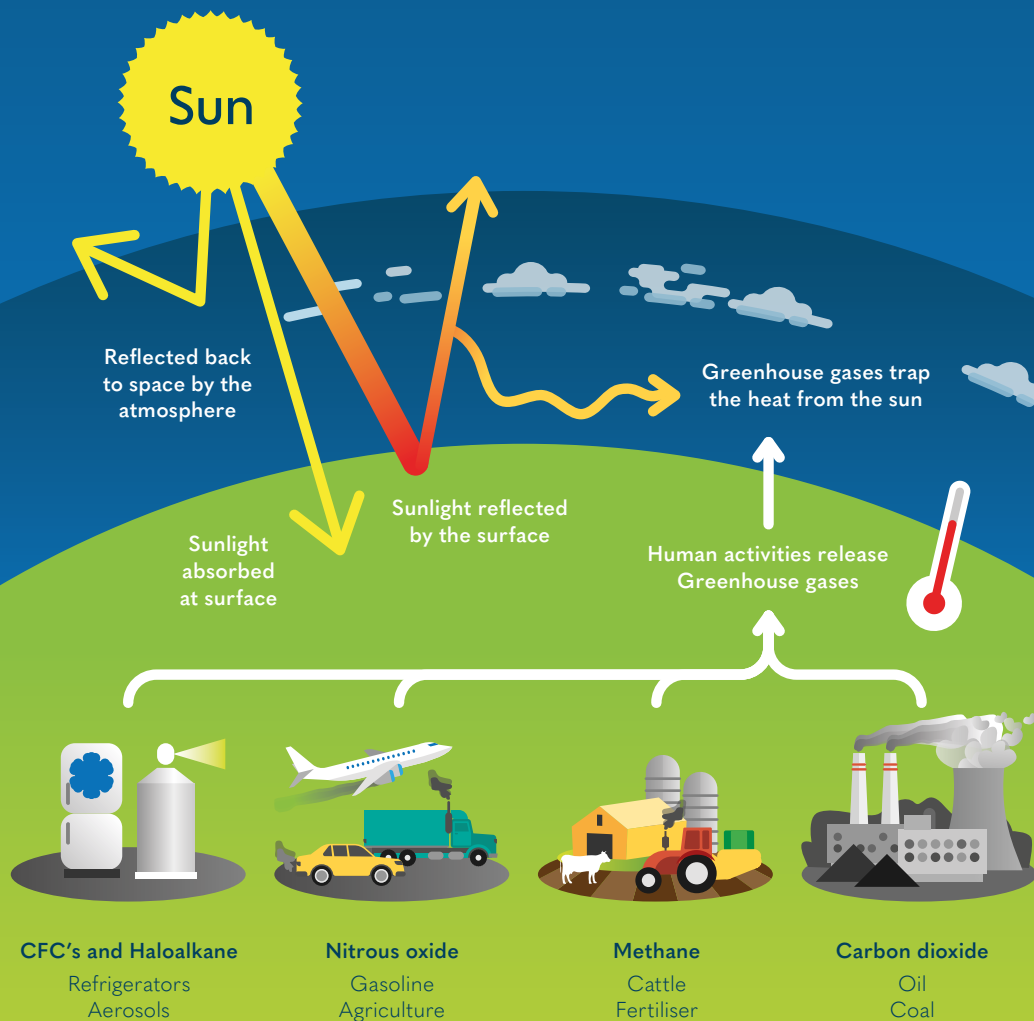 Sun
Reflected back
to space by the
atmosphere
Greenhouse gases trap
the heat from the sun
Sunlight reflected
by the surface
Sunlight
absorbed
at surface
Human activities release
Greenhouse gases
CFC's and Haloalkane
Refrigerators
Aerosols
Nitrous oxide
Gasoline
Agriculture
Methane
Cattle
Fertiliser
Carbon dioxide
Oil
Coal